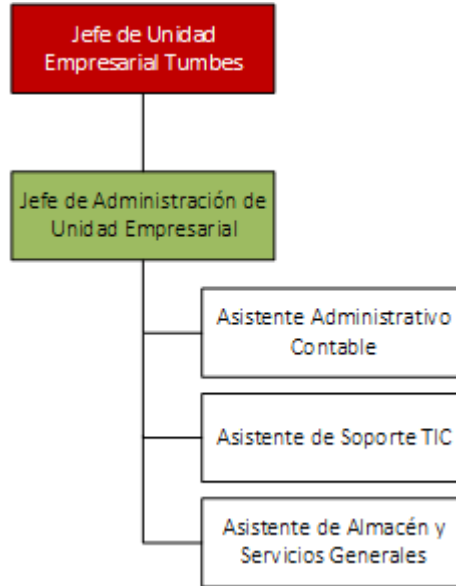 Jefe de Unidad
Empresarial Tumbes
Jefe de Administración de
Unidad Empresarial
Asistente Administrativo
Contable
Asistente de Soporte TIC
Asistente de Almacén y
Servicios Generales